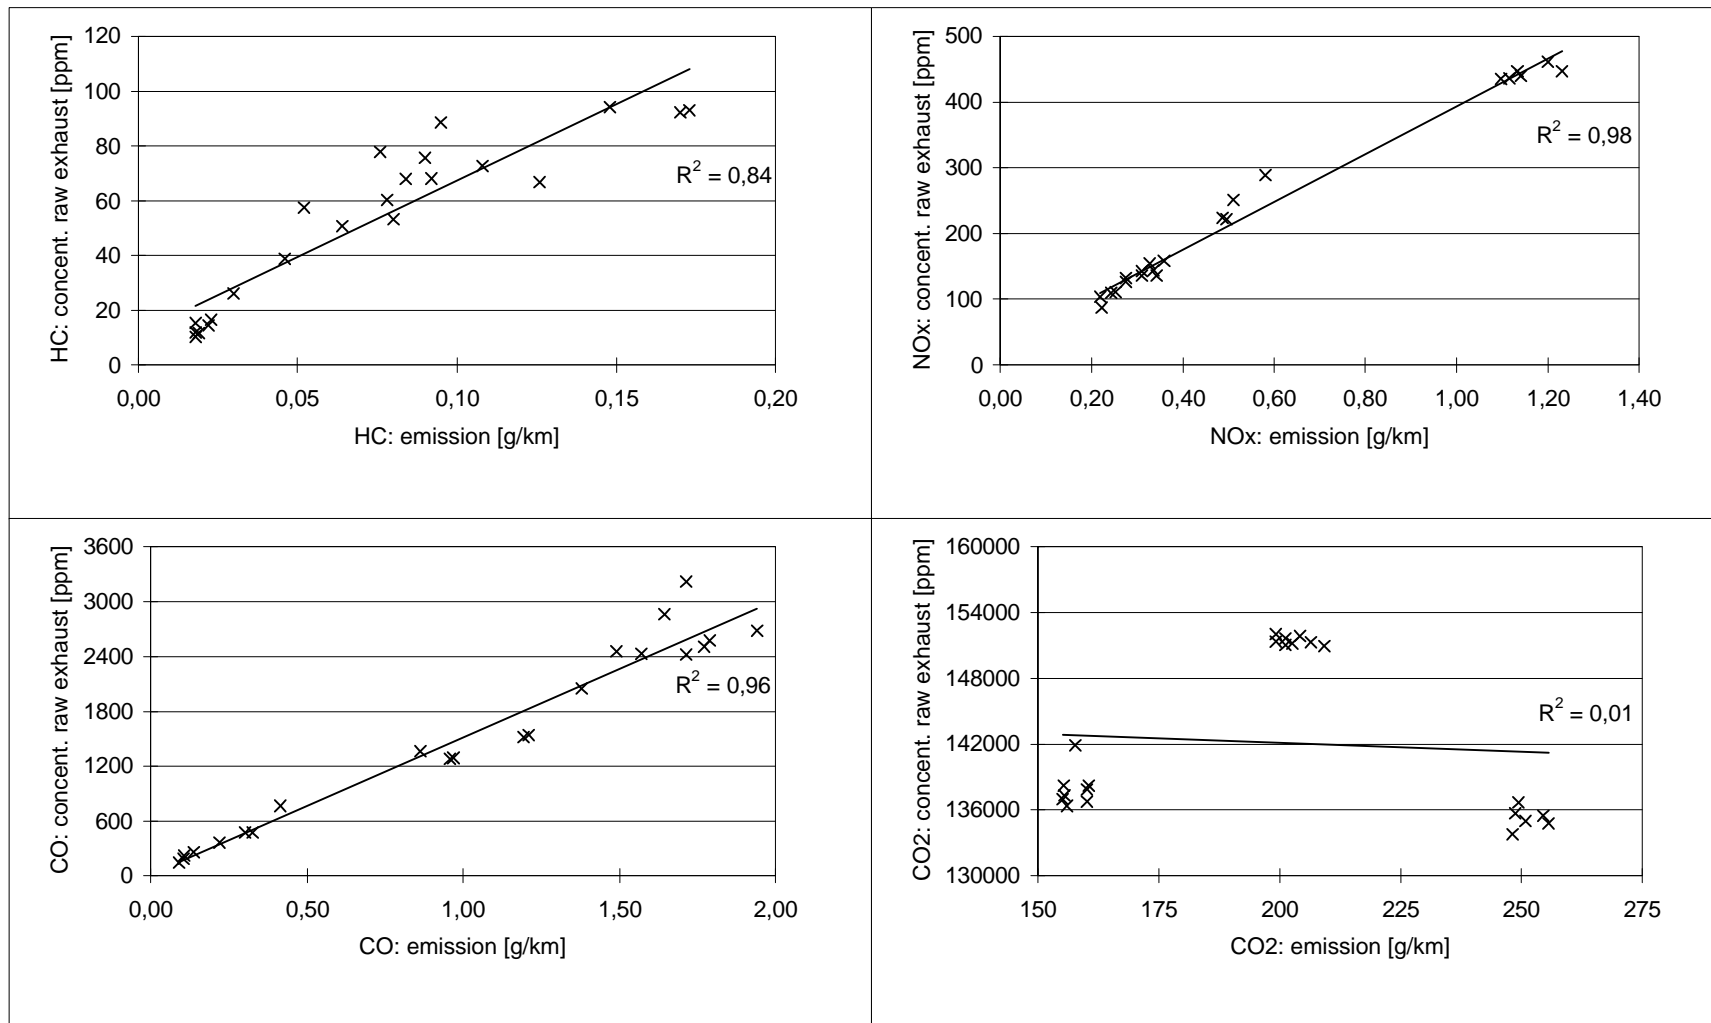 HC: concent. raw exhaust [ppm]
120
100
80
60
40
20
0
0,00 0,05 0,10 0,15 0,20
HC: emission [g/km]
R² = 0,84
NOx: concent. raw exhaust [ppm]
500
400
300
200
100
0
0,00 0,20 0,40 0,60 0,80 1,00 1,20 1,40
NOx: emission [g/km]
R² = 0,98
CO: concent. raw exhaust [ppm]
3600
3000
2400
1800
1200
600
0
0,00 0,50 1,00 1,50 2,00
CO: emission [g/km]
R² = 0,96
CO2: concent. raw exhaust [ppm]
160000
154000
148000
142000
136000
130000
150 175 200 225 250 275
CO2: emission [g/km]
R² = 0,01